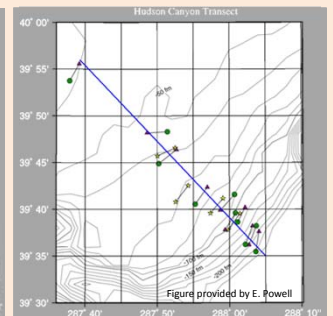 Hudson Canyon Transect
40° 00'
39° 55'
39° 50'
39° 45'
39° 40'
39° 35'
39° 30'
-50 fm
-100 fm
-150 fm
-200 fm
Figure provided by E. Powell
287° 40' 287° 50' 288° 00' 288° 10'